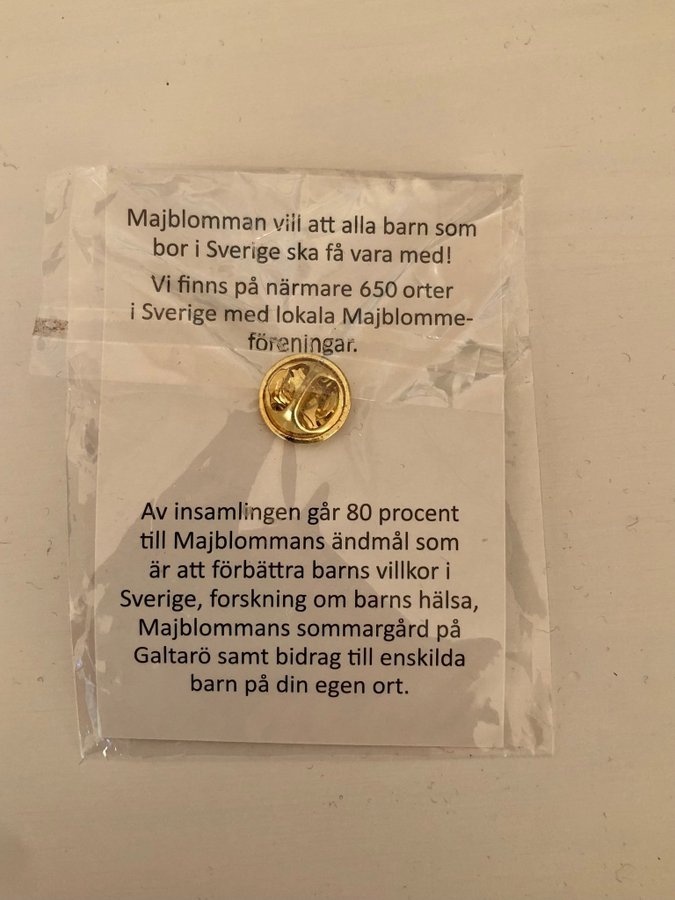 Majblomman vill att alla barn som
bor i Sverige ska få vara med!
Vi finns på närmare 650 orter
i Sverige med lokala Majblomme-
föreningar.
Av insamlingen går 80 procent
till Majblommans ändmål som
är att förbättra barns villkor i
Sverige, forskning om barns hälsa,
Majblommans sommargård på
Galtarö samt bidrag till enskilda
barn på din egen ort.